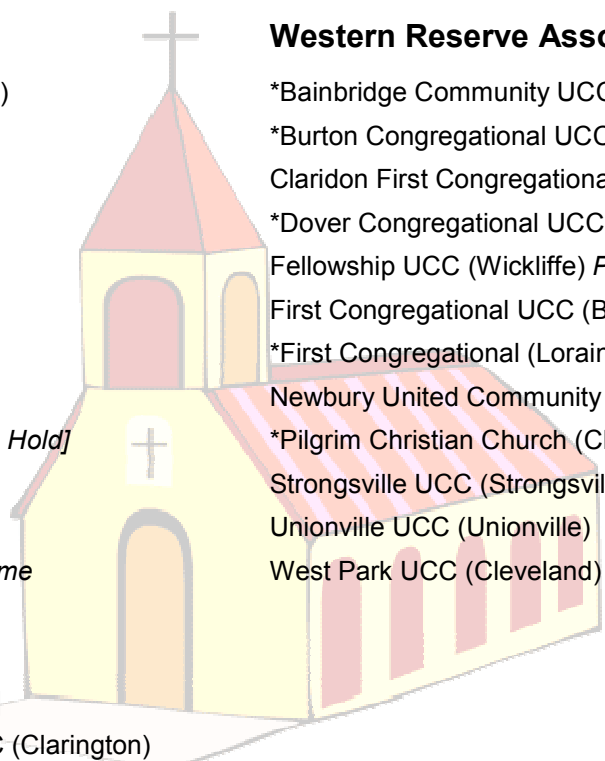 Western Reserve Asso
)
*Bainbridge Community UCC
*Burton Congregational UCC
Claridon First Congregationa
*Dover Congregational UCC
Fellowship UCC (Wickliffe) P
First Congregational UCC (B
*First Congregational (Lorain
Newbury United Community
Hold]
*Pilgrim Christian Church (Cl
Strongsville UCC (Strongsvil
Unionville UCC (Unionville)
me
West Park UCC (Cleveland)
C (Clarington)